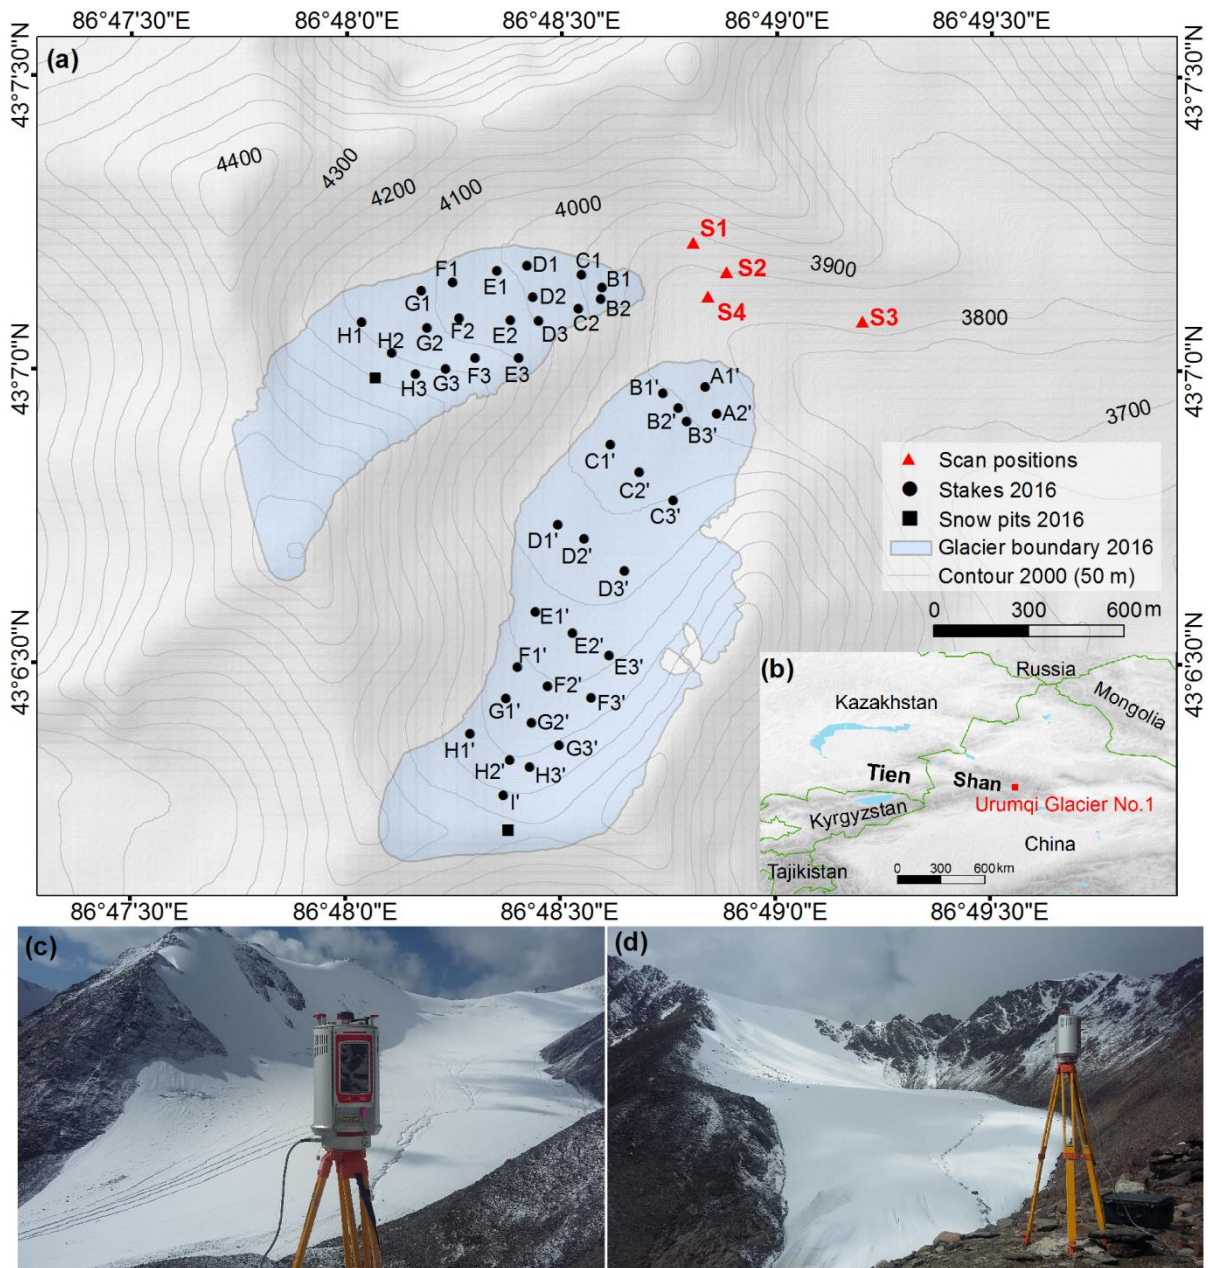 86°47'30"E 86°48'0"E 86°48'30"E 86°49'0"E 86°49'30"E
(a)
43°7'30"N
43°7'30"N
4400
4300
4200
4100
4000
S1
S2
3900
S4
S3
3800
D1
C1
F1
E1
B1
G1
D2
B2
H1
F2
E2
D3
C2
H2
G2
H3
G3
F3
E3
43°7'0"N
43°7'0"N
B1'
A1'
B2'
A2'
B3'
3700
C1'
C2'
C3'
D1'
D2'
D3'
E1'
E2'
E3'
F1'
F2'
F3'
G1'
G2'
G3'
H1'
H2'
H3'
I'
Scan positions
Stakes 2016
Snow pits 2016
Glacier boundary 2016
Contour 2000 (50 m)
0 300 600 m
43°6'30"N
43°6'30"N
(b)
Russia
Kazakhstan
Mongolia
Tien Shan
Urumqi Glacier No.1
Kyrgyzstan
China
Tajikistan
0 300 600 km
86°47'30"E 86°48'0"E 86°48'30"E 86°49'0"E 86°49'30"E
(c)
(d)